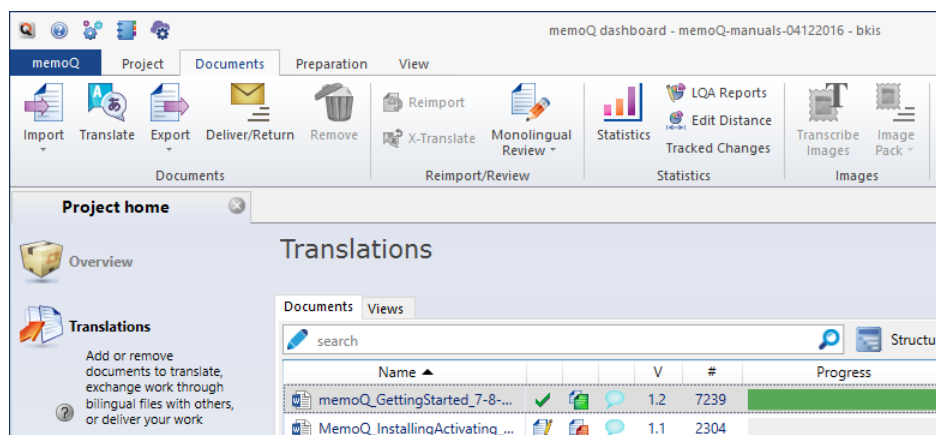 memoQ dashboard - memoQ-manuals-04122016 - bkis
memoQ Project Documents Preparation View
Import Translate Export Deliver/Return Remove
Documents
Reimport
X-Translate
Monolingual
Review
Reimport/Review
Statistics
LQA Reports
Edit Distance
Tracked Changes
Statistics
Transcribe
Images
Image
Pack
Images
Project home
Overview
Translations
Add or remove
documents to translate,
exchange work through
bilingual files with others,
or deliver your work
Translations
Documents Views
search
Name V # Progress
memoQ_GettingStarted_7-8-... 1.2 7239
MemoQ_InstallingActivating_... 1.1 2304